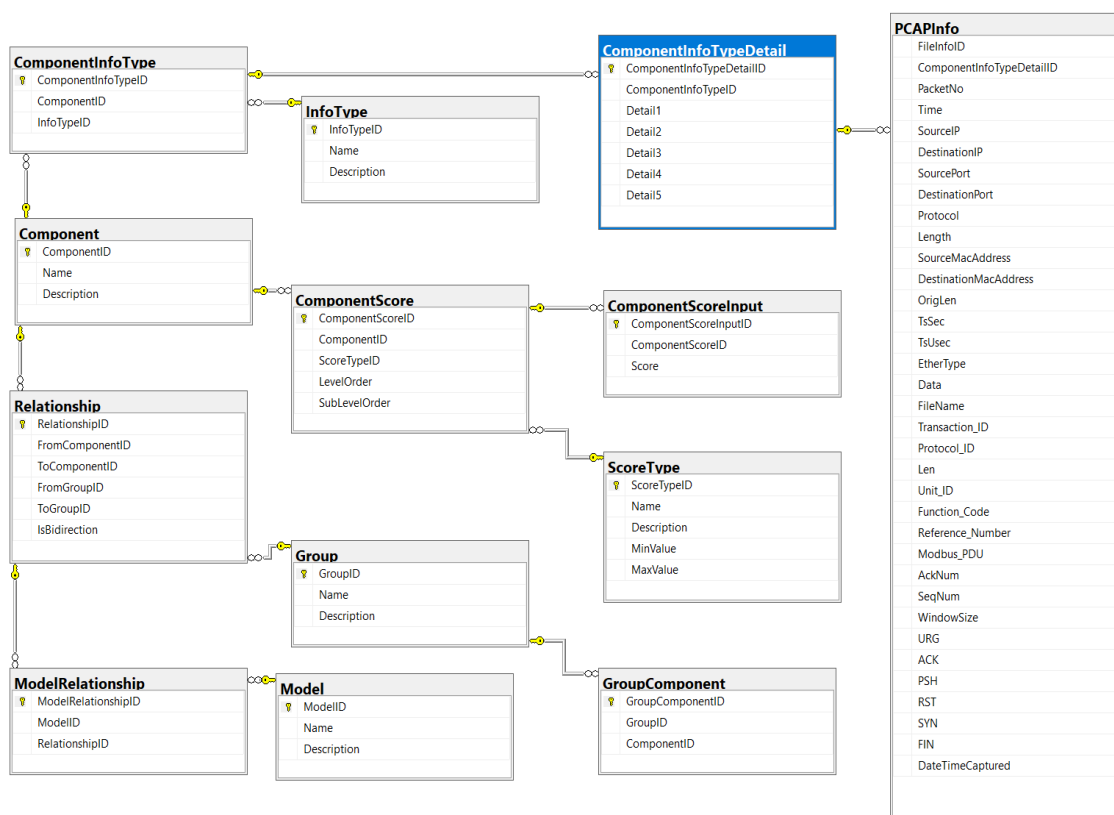 ComponentInfoType
ComponentInfoTypeID
ComponentID
InfoTypeID
InfoType
InfoTypeID
Name
Description
ComponentInfoTypeDetail
ComponentInfoTypeDetailID
ComponentInfoTypeID
Detail1
Detail2
Detail3
Detail4
Detail5
PCAPInfo
FileInfoID
ComponentInfoTypeDetailID
PacketNo
Time
SourceIP
DestinationIP
SourcePort
DestinationPort
Protocol
Length
SourceMacAddress
DestinationMacAddress
OrigLen
TsSec
TsUsec
EtherType
Data
FileName
Transaction_ID
Protocol_ID
Len
Unit_ID
Function_Code
Reference_Number
Modbus_PDU
AckNum
SeqNum
WindowSize
URG
ACK
PSH
RST
SYN
FIN
DateTimeCaptured
Component
ComponentID
Name
Description
ComponentScore
ComponentScoreID
ComponentID
ScoreTypeID
LevelOrder
SubLevelOrder
ComponentScoreInput
ComponentScoreInputID
ComponentScoreID
Score
Relationship
RelationshipID
FromComponentID
ToComponentID
FromGroupID
ToGroupID
IsBidirection
ScoreType
ScoreTypeID
Name
Description
MinValue
MaxValue
Group
GroupID
Name
Description
ModelRelationship
ModelRelationshipID
ModelID
RelationshipID
Model
ModelID
Name
Description
GroupComponent
GroupComponentID
GroupID
ComponentID